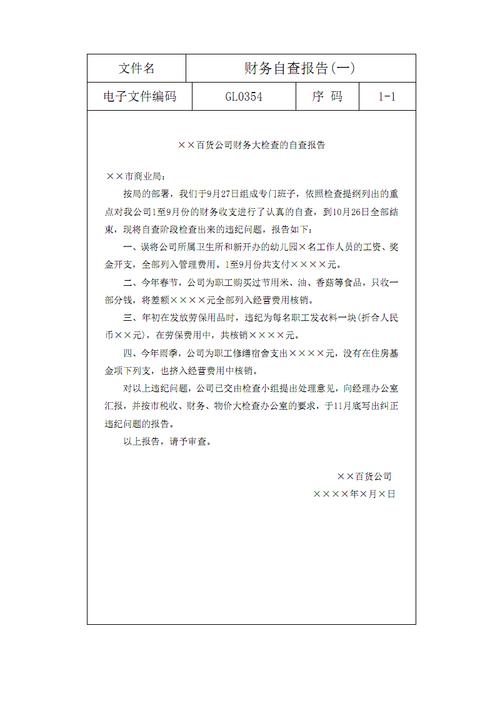 文件名 财务自查报告(一)
电子文件编码 GL0354 序 码 1-1
××百货公司财务大检查的自查报告
××市商业局：
按局的部署，我们于9月27日组成专门班子，依照检查提纲列出的重
点对我公司1至9月份的财务收支进行了认真的自查，到10月26日全部结
束，现将自查阶段检查出来的违纪问题，报告如下：
一、误将公司所属卫生所和新开办的幼儿园×名工作人员的工资、奖
金开支，全部列入管理费用。1至9月份共支付××××元。
二、今年春节，公司为职工购买过节用米、油、香菇等食品，只收一
部分钱，将差额××××元全部列入经营费用核销。
三、年初在发放劳保用品时，违纪为每名职工发衣料一块(折合人民
币××元)，在劳保费用中，共核销××××元。
四、今年雨季，公司为职工修缮宿舍支出××××元，没有在住房基
金项下列支，也挤入经营费用中核销。
对以上违纪问题，公司已交由检查小组提出处理意见，向经理办公室
汇报，并按市税收、财务、物价大检查办公室的要求，于11月底写出纠正
违纪问题的报告。
以上报告，请予审查。
××百货公司
××××年×月×日